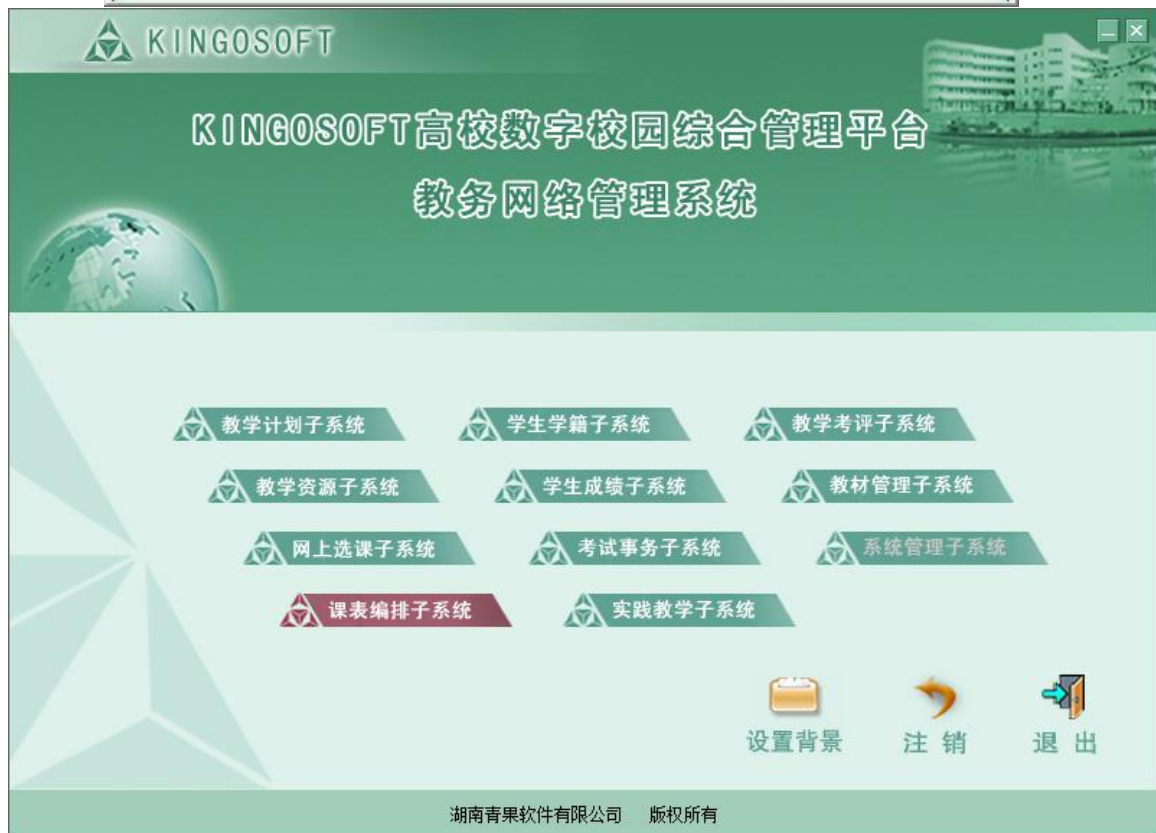 KINGOSOFT
KINGOSOFT高校数字校园综合管理平台
教务网络管理系统
教学计划子系统 学生学籍子系统 教学考评子系统
教学资源子系统 学生成绩子系统 教材管理子系统
网上选课子系统 考试事务子系统 系统管理子系统
课表编排子系统 实践教学子系统
设置背景 注销 退出
湖南青果软件有限公司 版权所有